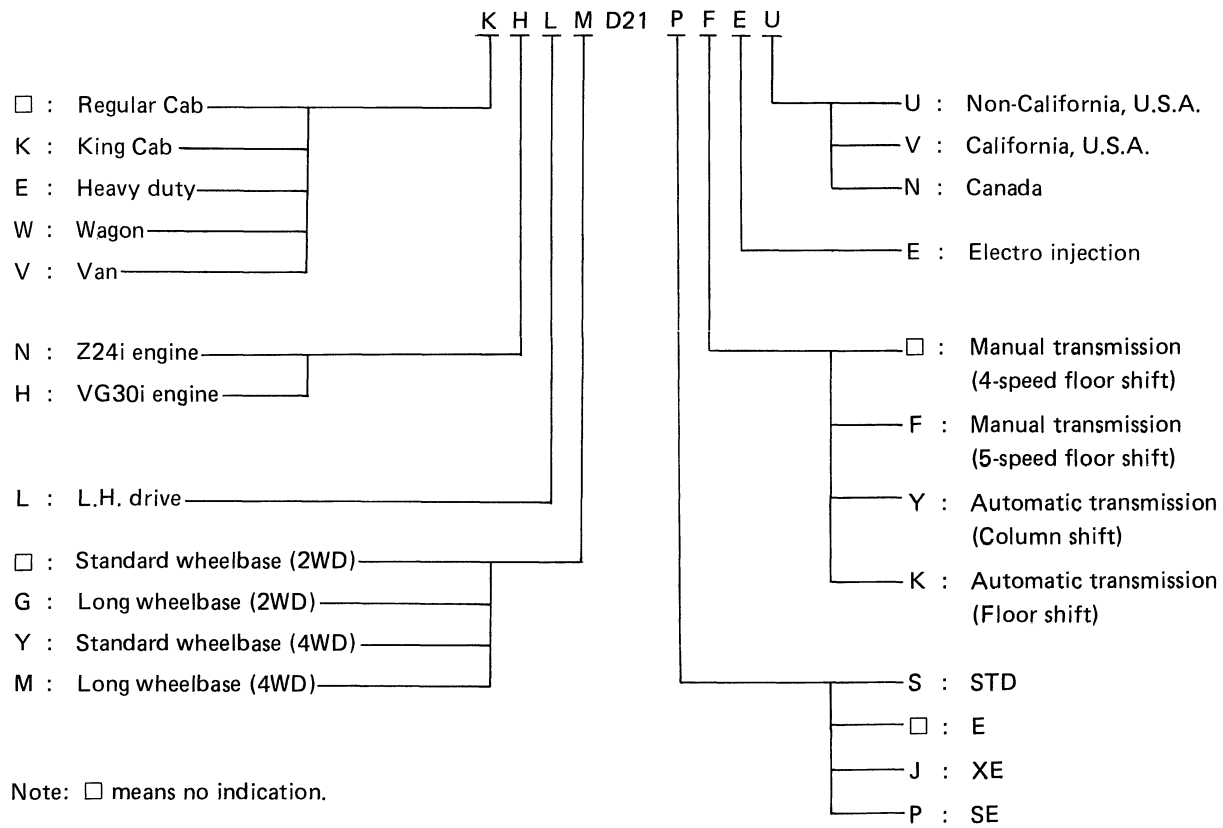 K H L M D21 P F E U
□ : Regular Cab
K : King Cab
E : Heavy duty
W : Wagon
V : Van
N : Z24i engine
H : VG30i engine
L : L.H. drive
□ : Standard wheelbase (2WD)
G : Long wheelbase (2WD)
Y : Standard wheelbase (4WD)
M : Long wheelbase (4WD)
Note: □ means no indication.
U : Non-California, U.S.A.
V : California, U.S.A.
N : Canada
E : Electro injection
□ : Manual transmission
(4-speed floor shift)
F : Manual transmission
(5-speed floor shift)
Y : Automatic transmission
(Column shift)
K : Automatic transmission
(Floor shift)
S : STD
□ : E
J : XE
P : SE